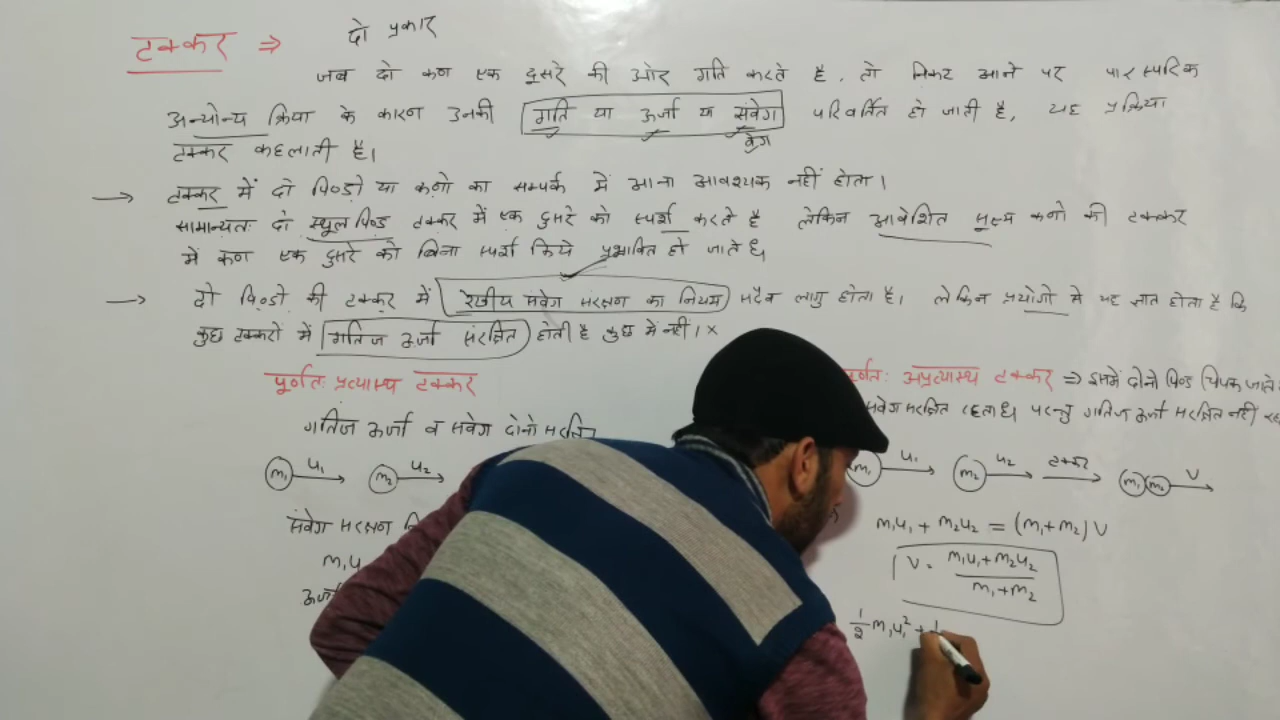 टक्कर ⇒ दो प्रकार
जब दो कण एक दूसरे की ओर गति करते है, तो निकट आने पर पारस्परिक
अन्योन्य क्रिया के कारण उनकी गति या ऊर्जा या संवेग परिवर्तित हो जाती है, यह प्रक्रिया
वेग
टक्कर कहलाती है।
→ टक्कर में दो पिण्डो या कणो का सम्पर्क में आना आवश्यक नहीं होता।
सामान्यतः दो स्थूल पिण्ड टक्कर में एक दुसरे को स्पर्श करते है लेकिन आवेशित सूक्ष्म कणो की टक्कर
में कण एक दुसरे को बिना स्पर्श किये प्रभावित हो जाते है
→ दो पिण्डो की टक्कर में रेखीय संवेग संरक्षण का नियम सदैव लागु होता है। लेकिन प्रयोगो से यह ज्ञात होता है कि
कुछ टक्करो में गतिज ऊर्जा संरक्षित होती है कुछ में नहीं। ×
पूर्णतः प्रत्यास्थ टक्कर
गतिज ऊर्जा व संवेग दोनो
m₁ u₁ → m₂ u₂ →
संवेग संरक्षण
m₁u
ऊर्जा
अप्रत्यास्थ टक्कर ⇒ इसमें दोनो पिण्ड चिपक जाते
संवेग संरक्षित रहता है परन्तु गतिज ऊर्जा संरक्षित नहीं
m₁ u₁ → m₂ u₂ → टक्कर → m₁ m₂ V →
m₁u₁ + m₂u₂ = (m₁+m₂) V
V = m₁u₁+m₂u₂ / m₁+m₂
1/2 m₁u₁² + 1